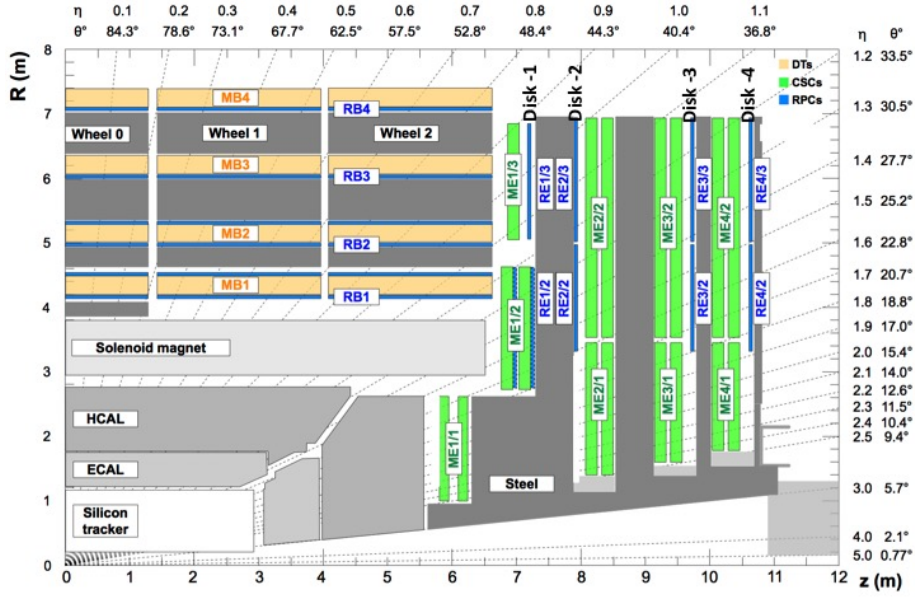 η 0.1 0.2 0.3 0.4 0.5 0.6 0.7 0.8 0.9 1.0 1.1
θ° 84.3° 78.6° 73.1° 67.7° 62.5° 57.5° 52.8° 48.4° 44.3° 40.4° 36.8° η θ°
R (m)
8
7
6
5
4
3
2
1
0
1.2 33.5°
1.3 30.5°
1.4 27.7°
1.5 25.2°
1.6 22.8°
1.7 20.7°
1.8 18.8°
1.9 17.0°
2.0 15.4°
2.1 14.0°
2.2 12.6°
2.3 11.5°
2.4 10.4°
2.5 9.4°
3.0 5.7°
4.0 2.1°
5.0 0.77°
DTs
CSCs
RPCs
Disk -1
Disk -2
Disk -3
Disk -4
MB4
RB4
Wheel 0
Wheel 1
Wheel 2
MB3
RB3
MB2
RB2
MB1
RB1
ME1/3
RE1/3
RE2/3
ME2/2
ME3/2
RE3/3
ME4/2
RE4/3
ME1/2
RE1/2
RE2/2
RE3/2
RE4/2
Solenoid magnet
HCAL
ECAL
Silicon
tracker
ME1/1
ME2/1
ME3/1
ME4/1
Steel
0 1 2 3 4 5 6 7 8 9 10 11 12
z (m)